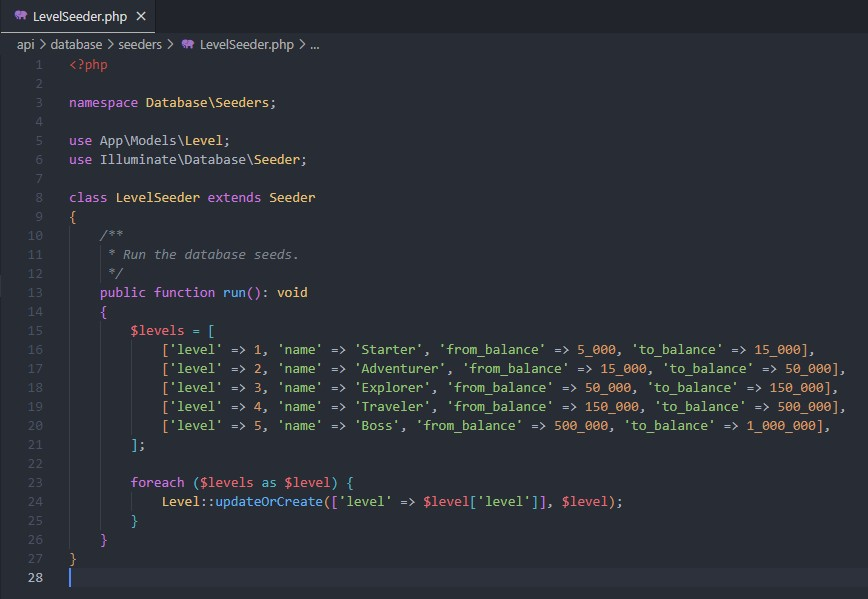 LevelSeeder.php ×
api > database > seeders > LevelSeeder.php > ...
1 <?php
2
3 namespace Database\Seeders;
4
5 use App\Models\Level;
6 use Illuminate\Database\Seeder;
7
8 class LevelSeeder extends Seeder
9 {
10     /**
11      * Run the database seeds.
12      */
13     public function run(): void
14     {
15         $levels = [
16             ['level' => 1, 'name' => 'Starter', 'from_balance' => 5_000, 'to_balance' => 15_000],
17             ['level' => 2, 'name' => 'Adventurer', 'from_balance' => 15_000, 'to_balance' => 50_000],
18             ['level' => 3, 'name' => 'Explorer', 'from_balance' => 50_000, 'to_balance' => 150_000],
19             ['level' => 4, 'name' => 'Traveler', 'from_balance' => 150_000, 'to_balance' => 500_000],
20             ['level' => 5, 'name' => 'Boss', 'from_balance' => 500_000, 'to_balance' => 1_000_000],
21         ];
22
23         foreach ($levels as $level) {
24             Level::updateOrCreate(['level' => $level['level']], $level);
25         }
26     }
27 }
28